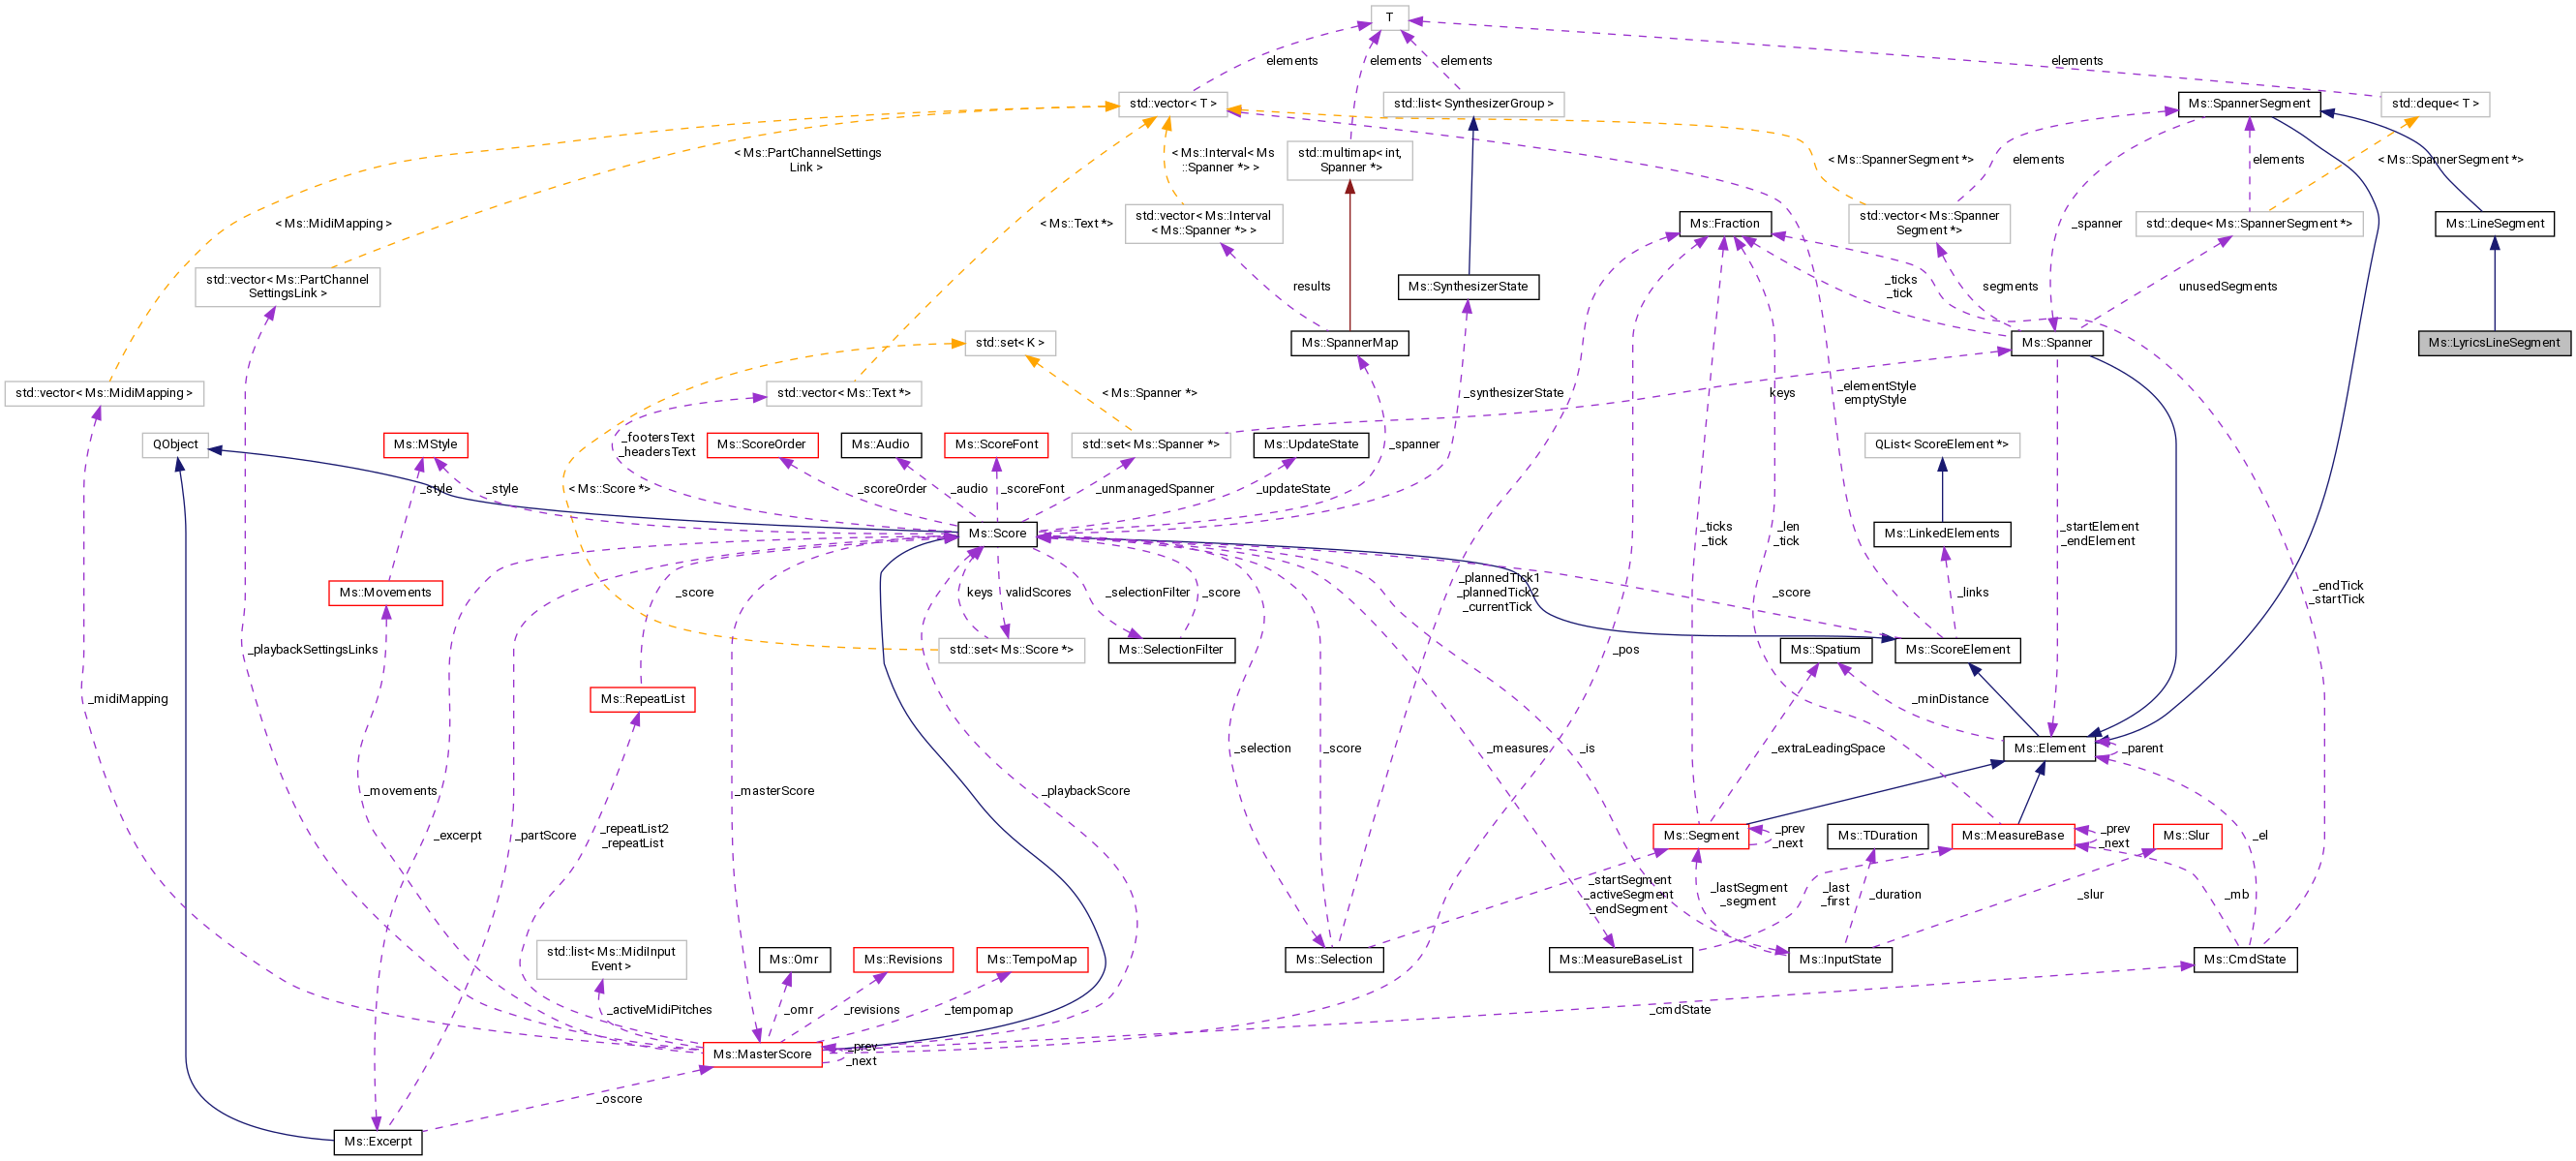 T
elements
elements
elements
elements
std::vector< T >
std::list< SynthesizerGroup >
Ms::SpannerSegment
std::deque< T >
< Ms::PartChannelSettings
Link >
< Ms::Interval< Ms
::Spanner *> >
std::multimap< int,
Spanner *>
< Ms::SpannerSegment *>
elements
elements
< Ms::SpannerSegment *>
< Ms::MidiMapping >
< Ms::Text *>
std::vector< Ms::Interval
< Ms::Spanner *> >
Ms::Fraction
std::vector< Ms::Spanner
Segment *>
_spanner
std::deque< Ms::SpannerSegment *>
Ms::LineSegment
std::vector< Ms::PartChannel
SettingsLink >
results
Ms::SynthesizerState
_ticks
_tick
segments
unusedSegments
std::set< K >
Ms::SpannerMap
Ms::Spanner
Ms::LyricsLineSegment
std::vector< Ms::MidiMapping >
std::vector< Ms::Text *>
< Ms::Spanner *>
_synthesizerState
keys
_elementStyle
emptyStyle
QObject
Ms::MStyle
_footersText
_headersText
Ms::ScoreOrder
Ms::Audio
Ms::ScoreFont
std::set< Ms::Spanner *>
Ms::UpdateState
_spanner
QList< ScoreElement *>
_style
_style
< Ms::Score *>
_scoreOrder
_audio
_scoreFont
_unmanagedSpanner
_updateState
Ms::Score
_ticks
_tick
_len
_tick
Ms::LinkedElements
_startElement
_endElement
Ms::Movements
_score
keys
validScores
_selectionFilter
_score
_plannedTick1
_plannedTick2
_currentTick
_score
_links
_endTick
_startTick
_playbackSettingsLinks
std::set< Ms::Score *>
Ms::SelectionFilter
_pos
Ms::Spatium
Ms::ScoreElement
_midiMapping
Ms::RepeatList
_minDistance
_selection
_score
_measures
_is
_extraLeadingSpace
Ms::Element
_parent
_movements
_masterScore
_playbackScore
_repeatList2
_repeatList
_excerpt
_partScore
Ms::Segment
_prev
_next
Ms::TDuration
Ms::MeasureBase
_prev
_next
Ms::Slur
_el
_startSegment
_activeSegment
_endSegment
_lastSegment
_segment
_last
_first
_duration
_slur
_mb
std::list< Ms::MidiInput
Event >
Ms::Omr
Ms::Revisions
Ms::TempoMap
Ms::Selection
Ms::MeasureBaseList
Ms::InputState
Ms::CmdState
_activeMidiPitches
_omr
_revisions
_tempomap
_cmdState
Ms::MasterScore
_prev
_next
_oscore
Ms::Excerpt